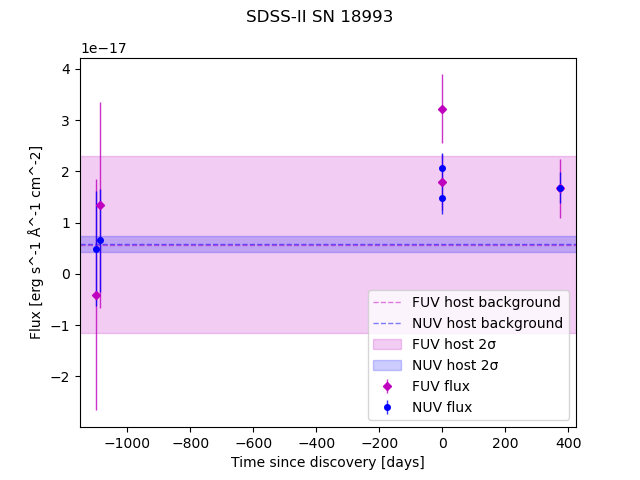 SDSS-II SN 18993
1e−17
4
3
2
1
0
−1
−2
Flux [erg s^-1 Å^-1 cm^-2]
FUV host background
NUV host background
FUV host 2σ
NUV host 2σ
FUV flux
NUV flux
−1000 −800 −600 −400 −200 0 200 400
Time since discovery [days]